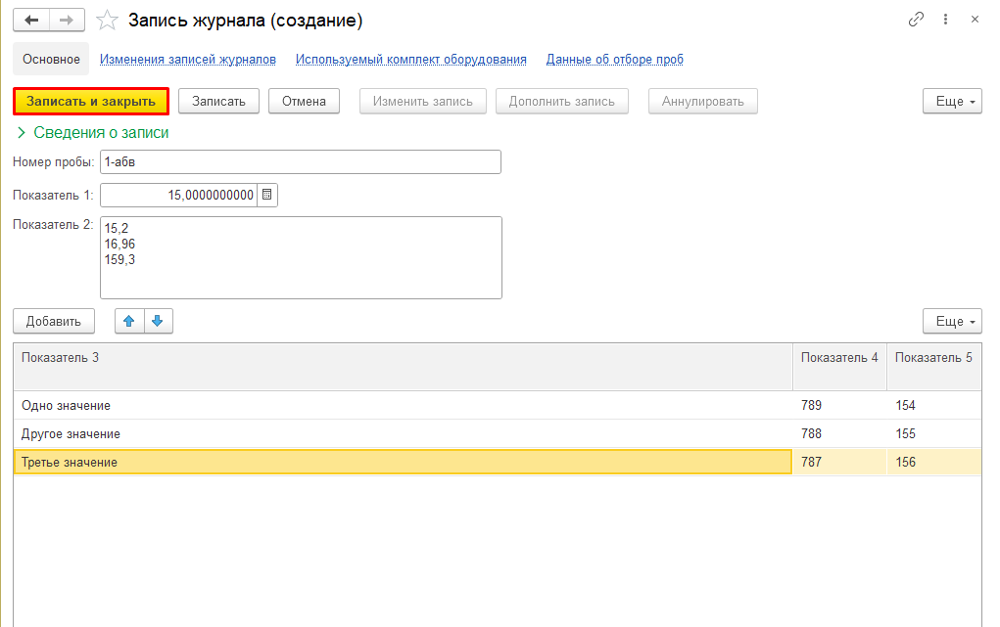 Запись журнала (создание)
Основное Изменения записей журналов Используемый комплект оборудования Данные об отборе проб
Записать и закрыть Записать Отмена Изменить запись Дополнить запись Аннулировать Еще
Сведения о записи
Номер пробы: 1-абв
Показатель 1: 15,0000000000
Показатель 2: 15,2
16,96
159,3
Добавить Еще
Показатель 3 Показатель 4 Показатель 5
Одно значение 789 154
Другое значение 788 155
Третье значение 787 156